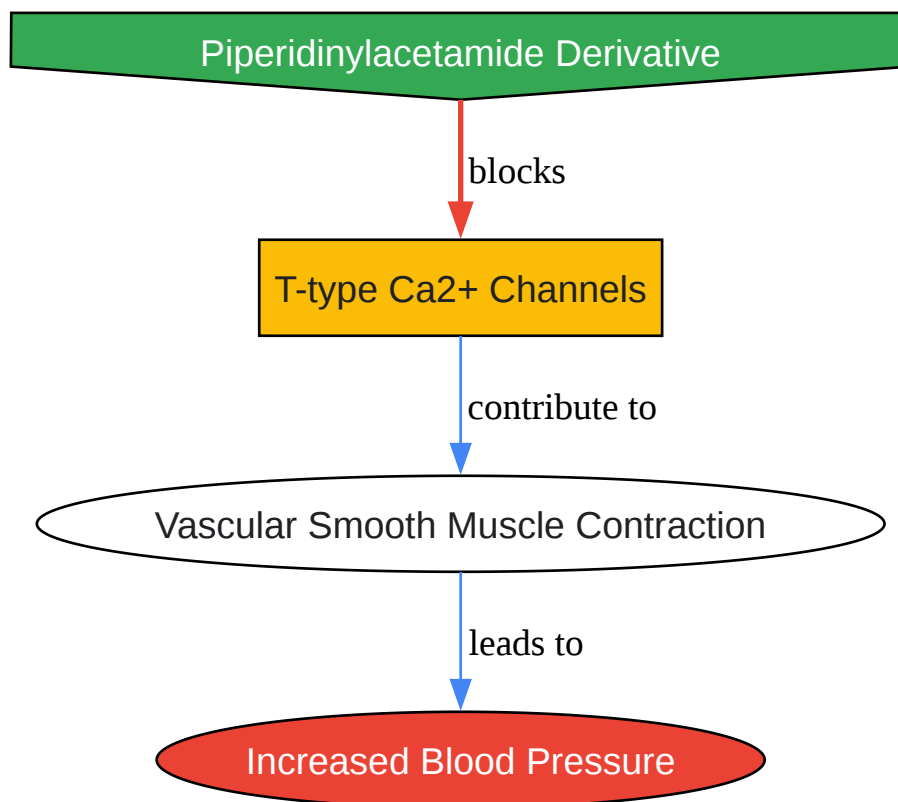 Piperidinylacetamide Derivative
blocks
T-type Ca2+ Channels
contribute to
Vascular Smooth Muscle Contraction
leads to
Increased Blood Pressure